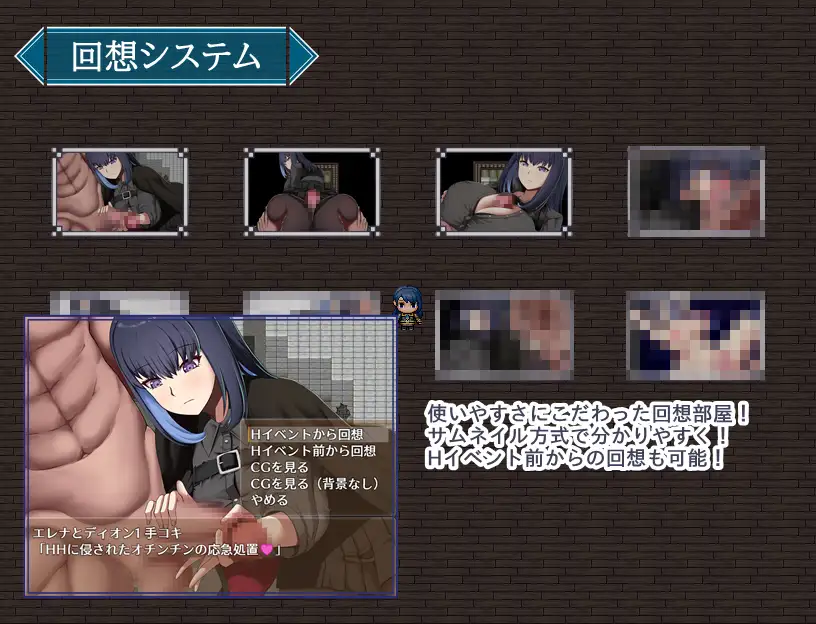 回想システム
Hイベントから回想
Hイベント前から回想
CGを見る
CGを見る（背景なし）
やめる
エレナとディオン1 手コキ
「HHに侵されたオチンチンの応急処置💗」
使いやすさにこだわった回想部屋！
サムネイル方式で分かりやすく！
Hイベント前からの回想も可能！